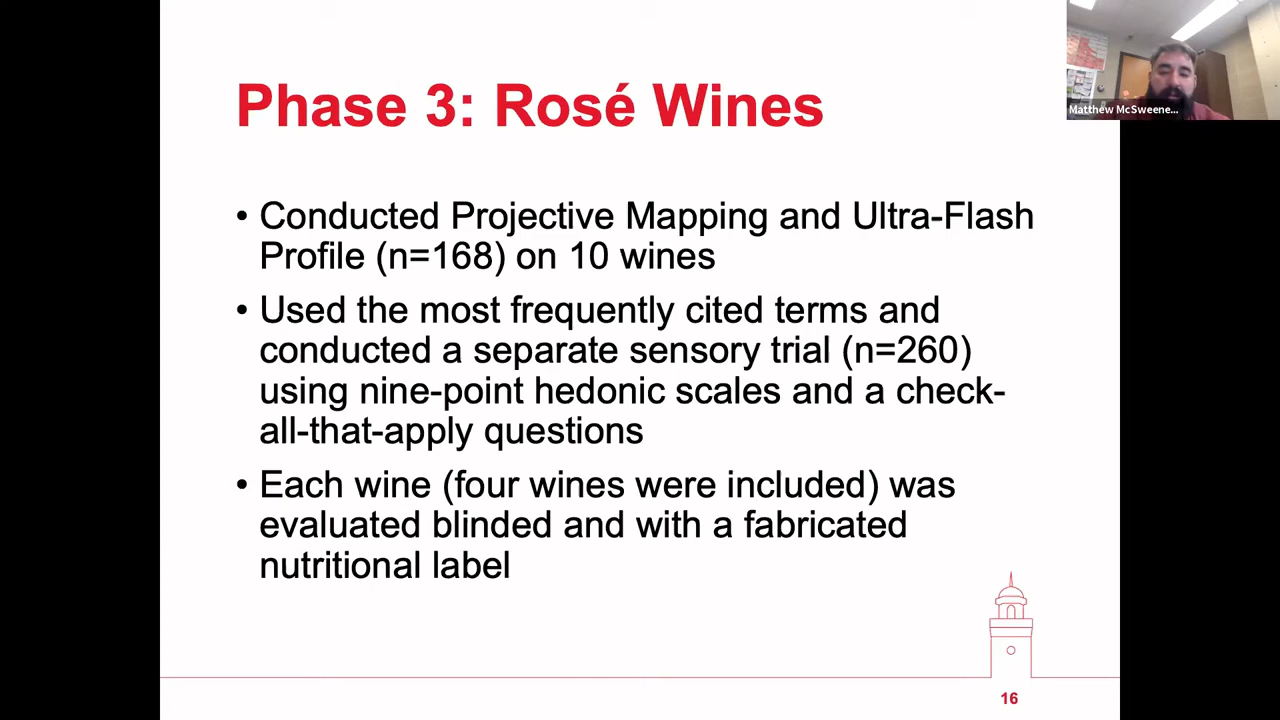 Phase 3: Rosé Wines
Matthew McSweene...
• Conducted Projective Mapping and Ultra-Flash
Profile (n=168) on 10 wines
• Used the most frequently cited terms and
conducted a separate sensory trial (n=260)
using nine-point hedonic scales and a check-
all-that-apply questions
• Each wine (four wines were included) was
evaluated blinded and with a fabricated
nutritional label
16